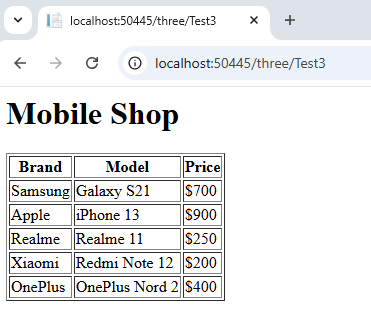 localhost:50445/three/Test3
localhost:50445/three/Test3
Mobile Shop
Brand Model Price
Samsung Galaxy S21 $700
Apple iPhone 13 $900
Realme Realme 11 $250
Xiaomi Redmi Note 12 $200
OnePlus OnePlus Nord 2 $400